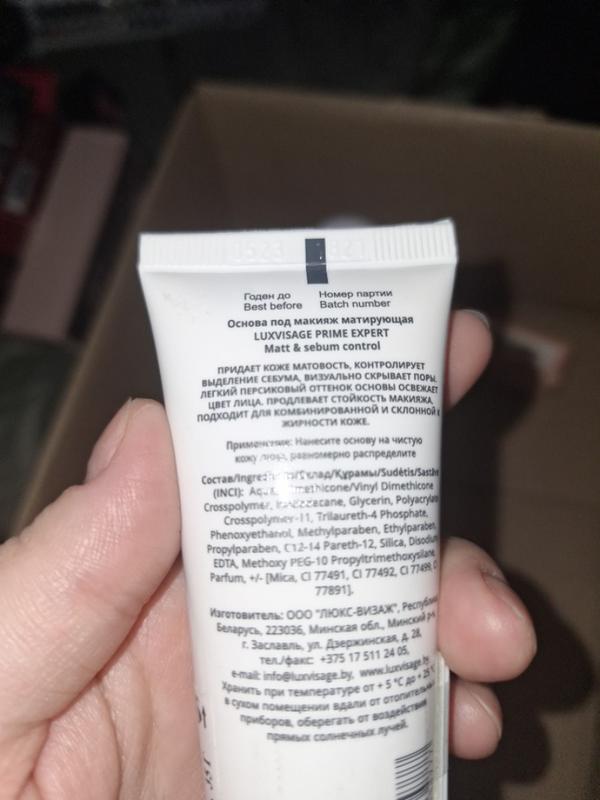 Годен до Номер партии
Best before Batch number
Основа под макияж матирующая
LUXVISAGE PRIME EXPERT
Matt & sebum control
ПРИДАЕТ КОЖЕ МАТОВОСТЬ, КОНТРОЛИРУЕТ
ВЫДЕЛЕНИЕ СЕБУМА, ВИЗУАЛЬНО СКРЫВАЕТ ПОРЫ.
ЛЕГКИЙ ПЕРСИКОВЫЙ ОТТЕНОК ОСНОВЫ ОСВЕЖАЕТ
ЦВЕТ ЛИЦА. ПРОДЛЕВАЕТ СТОЙКОСТЬ МАКИЯЖА.
ПОДХОДИТ ДЛЯ КОМБИНИРОВАННОЙ И СКЛОННОЙ К
ЖИРНОСТИ КОЖЕ.
Применение: Нанесите основу на чистую
кожу лица, равномерно распределите
(INCI): Dimethicone/Vinyl Dimethicone
Crosspolymer, Glycerin, Polyacrylate
Crosspolymer-11, Trilaureth-4 Phosphate,
Phenoxyethanol, Methylparaben, Ethylparaben,
Propylparaben, C12-14 Pareth-12, Silica, Disodium
EDTA, Methoxy PEG-10 Propyltrimethoxysilane,
Parfum, +/- [Mica, CI 77491, CI 77492, CI 77499, CI
77891].
Изготовитель: ООО "ЛЮКС-ВИЗАЖ", Республика
Беларусь, 223036, Минская обл., Минский р-н,
г. Заславль, ул. Дзержинская, д. 28,
тел./факс: +375 17 511 24 05,
e-mail: info@luxvisage.by, www.luxvisage.by
Хранить при температуре от + 5 °С до + 25 °С
в сухом помещении вдали от отопительных
приборов, оберегать от воздействия
прямых солнечных лучей.